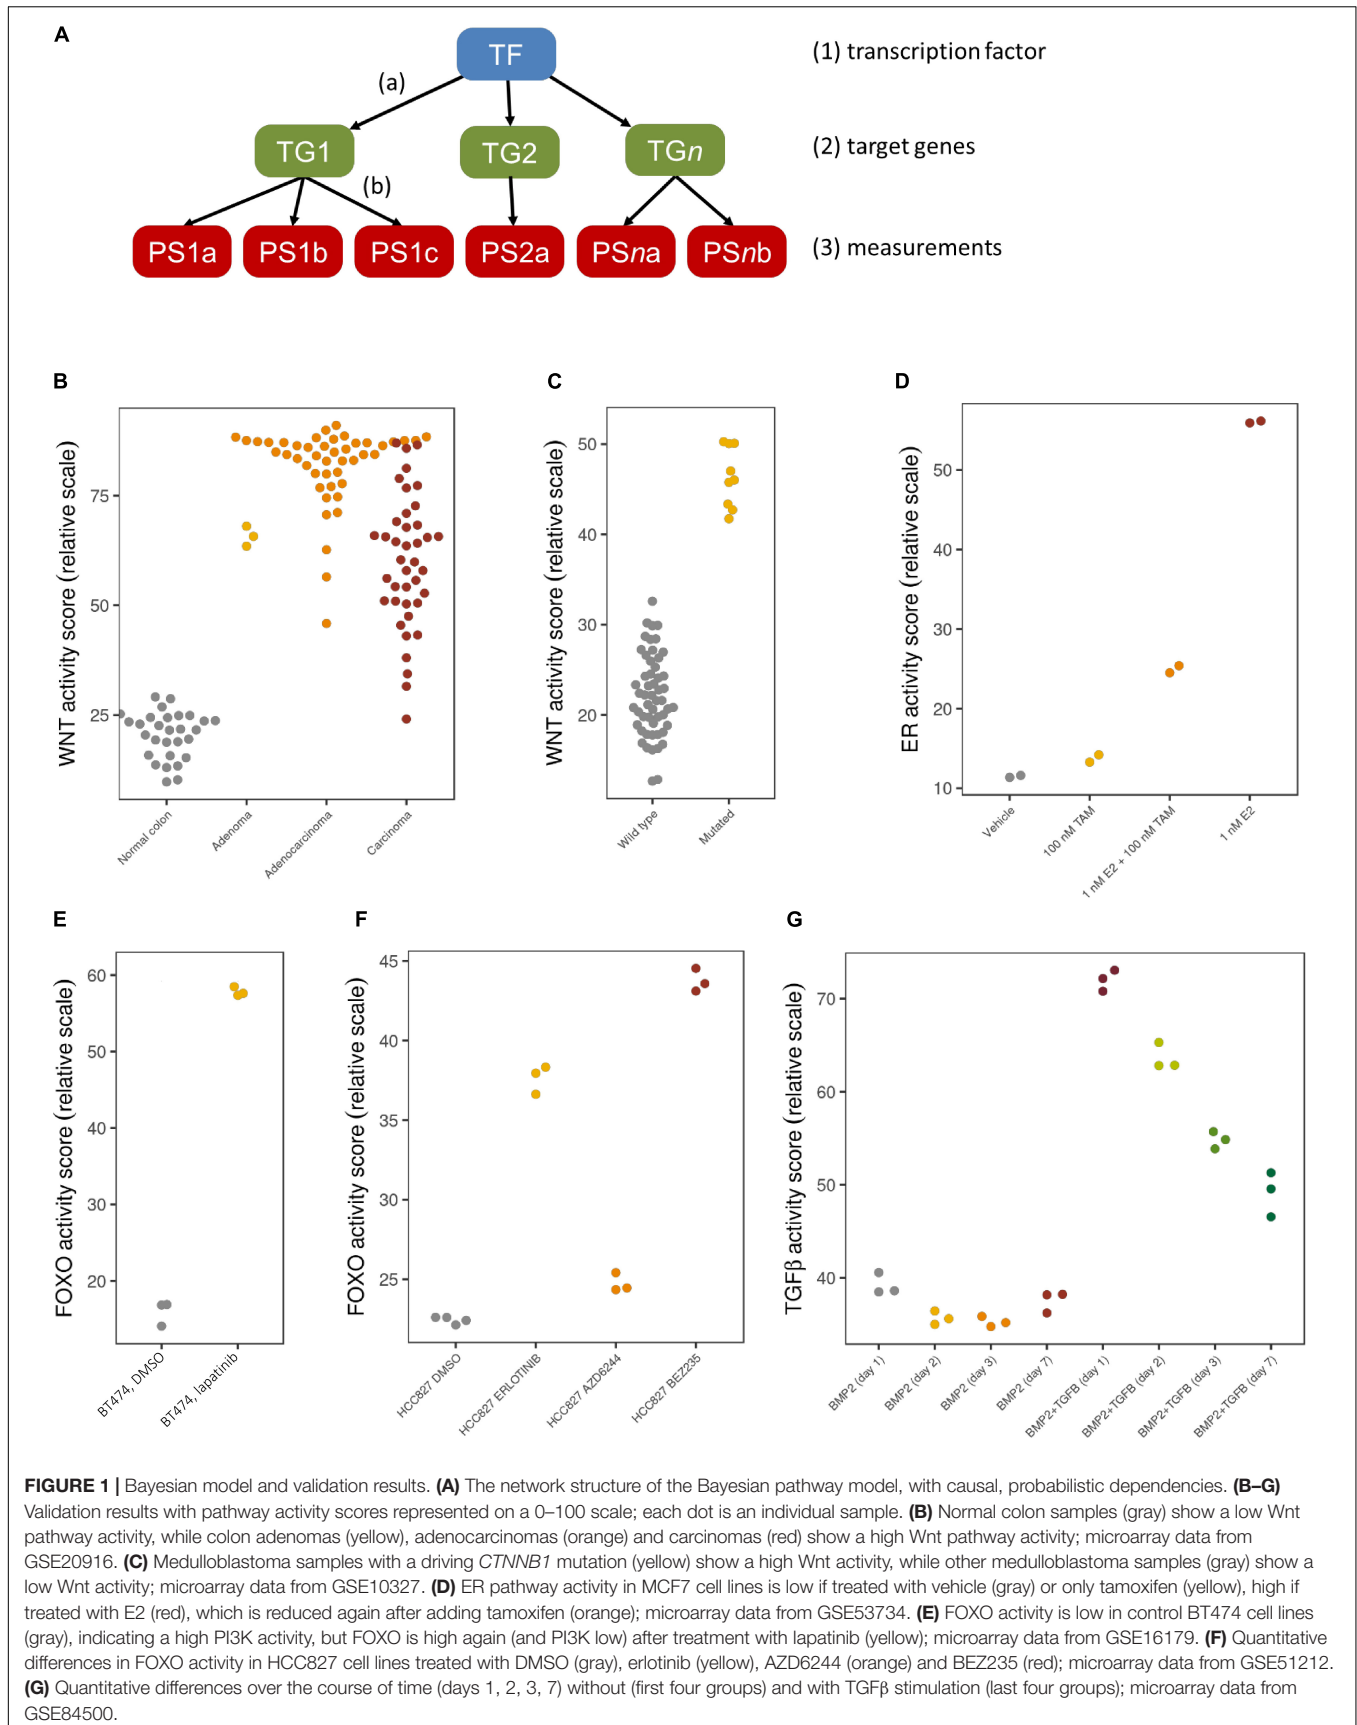 A
TF
(1) transcription factor
(a)
TG1
TG2
TGn
(2) target genes
(b)
PS1a
PS1b
PS1c
PS2a
PSna
PSnb
(3) measurements
B
WNT activity score (relative scale)
75
50
25
Normal colon
Adenoma
Adenocarcinoma
Carcinoma
C
WNT activity score (relative scale)
50
40
30
20
Wild type
Mutated
D
ER activity score (relative scale)
50
40
30
20
10
Vehicle
100 nM TAM
1 nM E2 + 100 nM TAM
1 nM E2
E
FOXO activity score (relative scale)
60
50
40
30
20
BT474, DMSO
BT474, lapatinib
F
FOXO activity score (relative scale)
45
40
35
30
25
HCC827 DMSO
HCC827 ERLOTINIB
HCC827 AZD6244
HCC827 BEZ235
G
TGFβ activity score (relative scale)
70
60
50
40
BMP2 (day 1)
BMP2 (day 2)
BMP2 (day 3)
BMP2 (day 7)
BMP2+TGFB (day 1)
BMP2+TGFB (day 2)
BMP2+TGFB (day 3)
BMP2+TGFB (day 7)
FIGURE 1 | Bayesian model and validation results. (A) The network structure of the Bayesian pathway model, with causal, probabilistic dependencies. (B–G)
Validation results with pathway activity scores represented on a 0–100 scale; each dot is an individual sample. (B) Normal colon samples (gray) show a low Wnt
pathway activity, while colon adenomas (yellow), adenocarcinomas (orange) and carcinomas (red) show a high Wnt pathway activity; microarray data from
GSE20916. (C) Medulloblastoma samples with a driving CTNNB1 mutation (yellow) show a high Wnt activity, while other medulloblastoma samples (gray) show a
low Wnt activity; microarray data from GSE10327. (D) ER pathway activity in MCF7 cell lines is low if treated with vehicle (gray) or only tamoxifen (yellow), high if
treated with E2 (red), which is reduced again after adding tamoxifen (orange); microarray data from GSE53734. (E) FOXO activity is low in control BT474 cell lines
(gray), indicating a high PI3K activity, but FOXO is high again (and PI3K low) after treatment with lapatinib (yellow); microarray data from GSE16179. (F) Quantitative
differences in FOXO activity in HCC827 cell lines treated with DMSO (gray), erlotinib (yellow), AZD6244 (orange) and BEZ235 (red); microarray data from GSE51212.
(G) Quantitative differences over the course of time (days 1, 2, 3, 7) without (first four groups) and with TGFβ stimulation (last four groups); microarray data from
GSE84500.